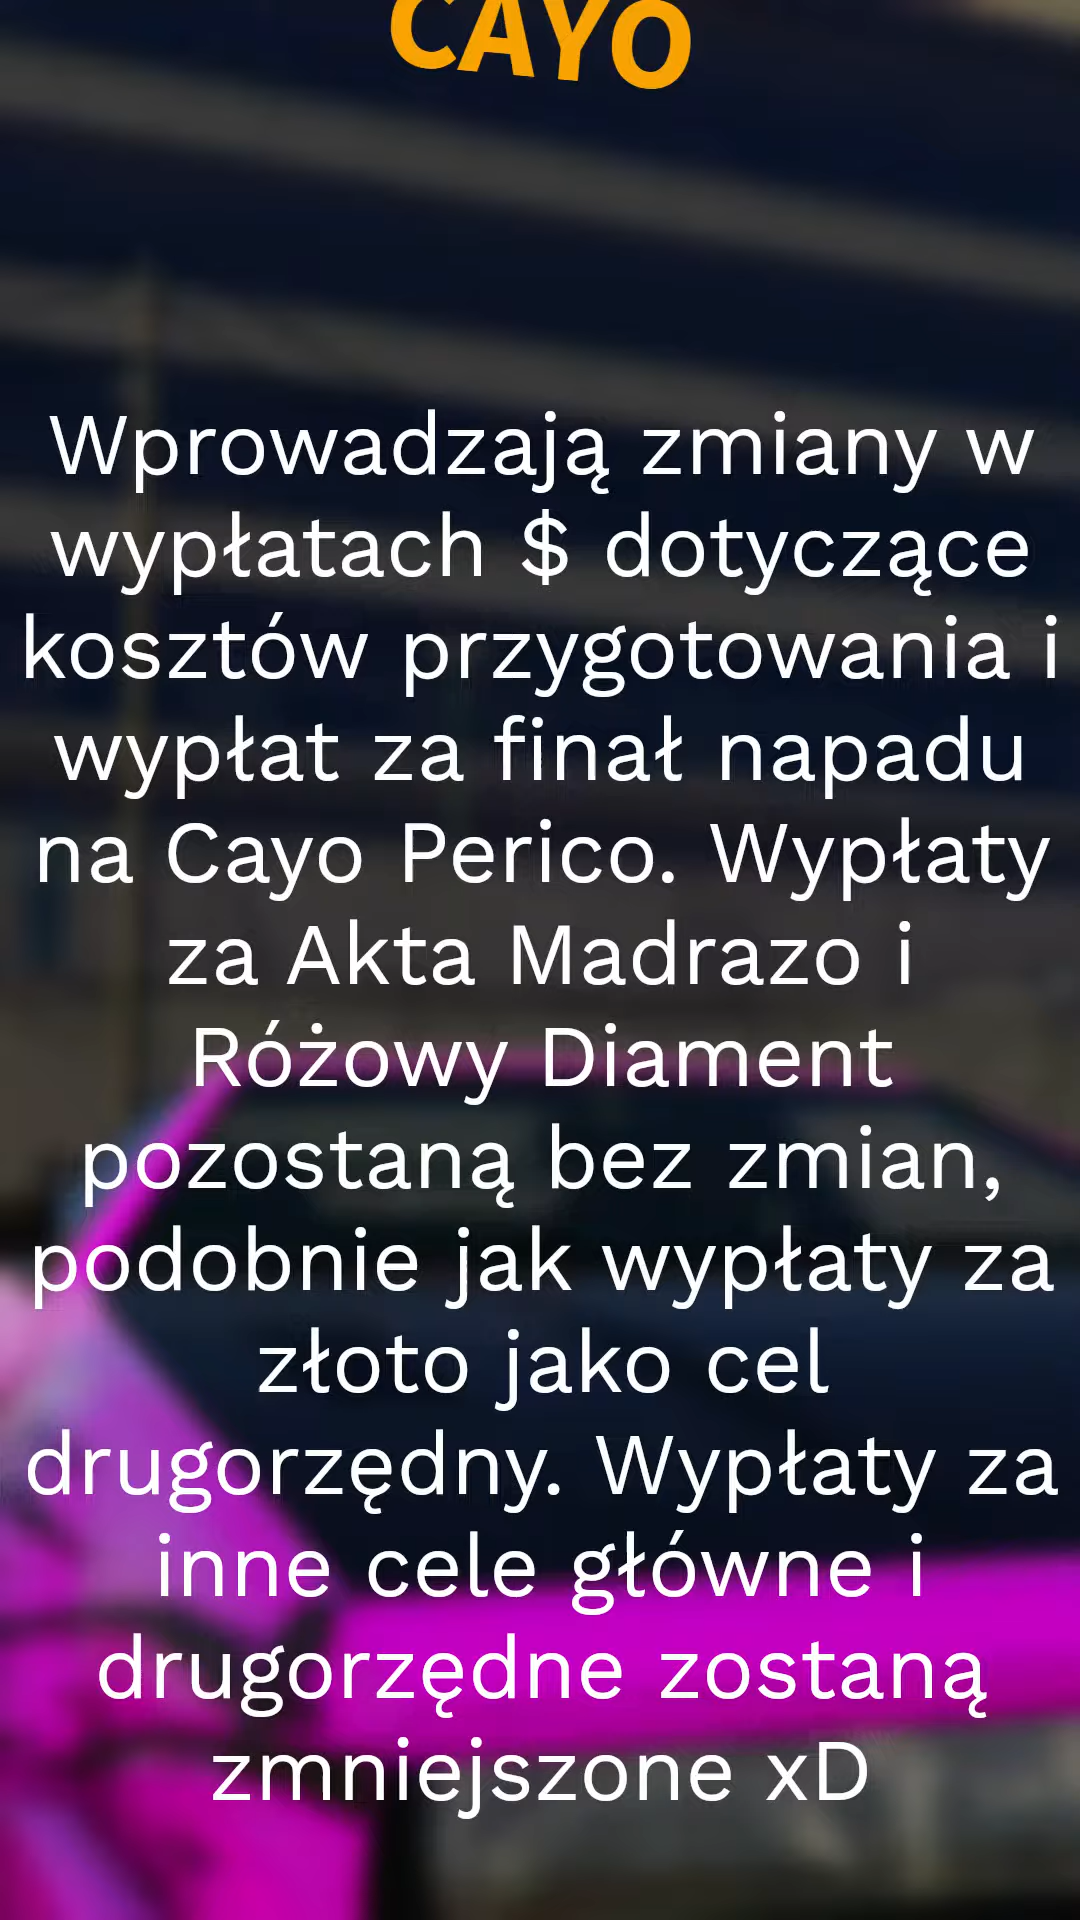 CAYO
Wprowadzają zmiany w
wypłatach $ dotyczące
kosztów przygotowania i
wypłat za finał napadu
na Cayo Perico. Wypłaty
za Akta Madrazo i
Różowy Diament
pozostaną bez zmian,
podobnie jak wypłaty za
złoto jako cel
drugorzędny. Wypłaty za
inne cele główne i
drugorzędne zostaną
zmniejszone xD